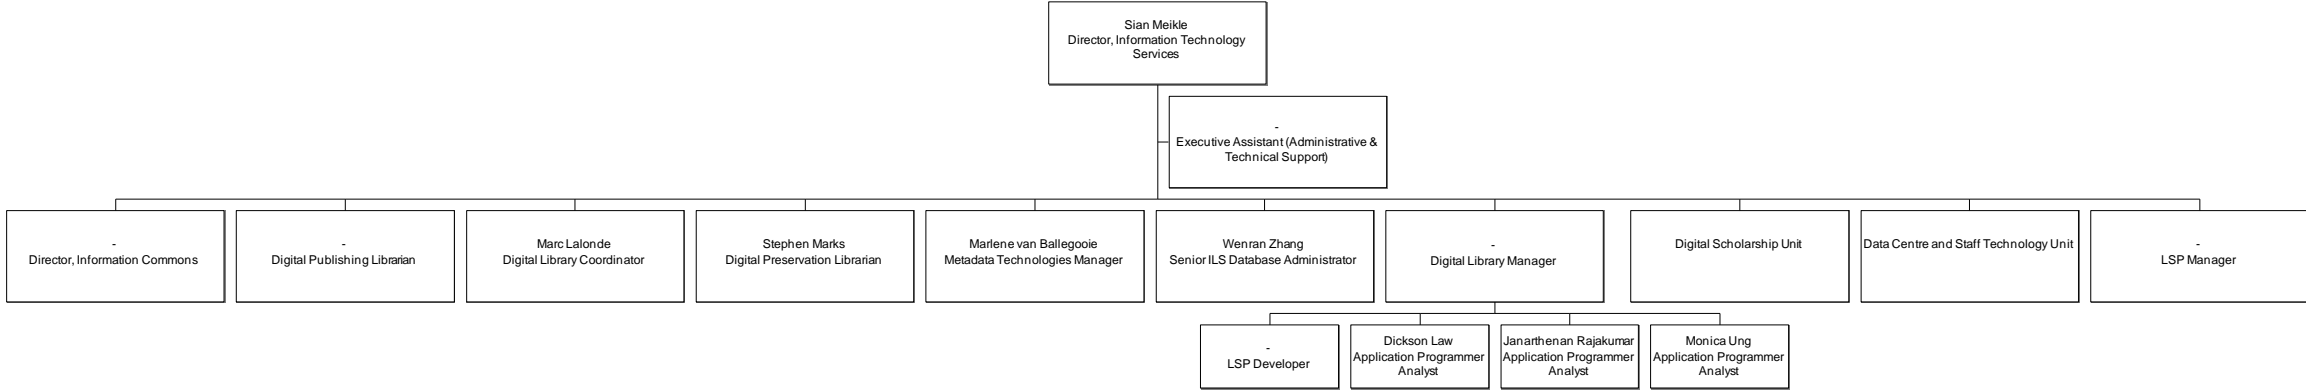 Sian Meikle
Director, Information Technology
Services
-
Executive Assistant (Administrative &
Technical Support)
-
Director, Information Commons
-
Digital Publishing Librarian
Marc Lalonde
Digital Library Coordinator
Stephen Marks
Digital Preservation Librarian
Marlene van Ballegooie
Metadata Technologies Manager
Wenran Zhang
Senior ILS Database Administrator
-
Digital Library Manager
Digital Scholarship Unit
Data Centre and Staff Technology Unit
-
LSP Manager
-
LSP Developer
Dickson Law
Application Programmer
Analyst
Janarthenan Rajakumar
Application Programmer
Analyst
Monica Ung
Application Programmer
Analyst